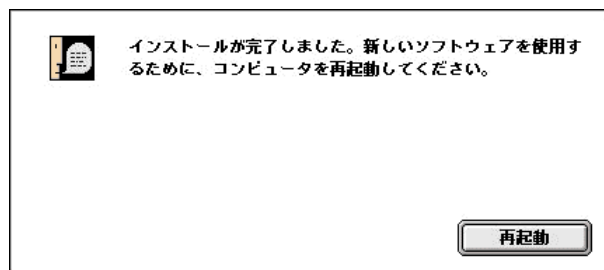 インストールが完了しました。新しいソフトウェアを使用す
るために、コンピュータを再起動してください。
再起動